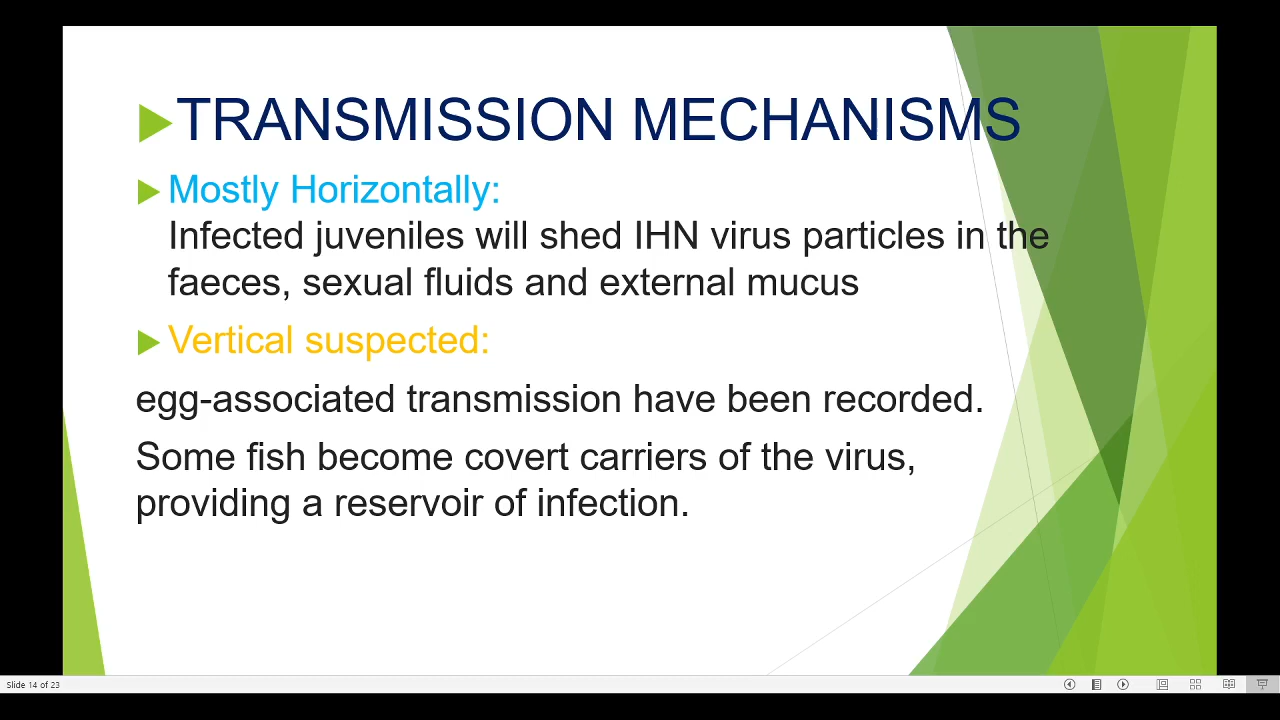 TRANSMISSION MECHANISMS
Mostly Horizontally:
Infected juveniles will shed IHN virus particles in the
faeces, sexual fluids and external mucus
Vertical suspected:
egg-associated transmission have been recorded.
Some fish become covert carriers of the virus,
providing a reservoir of infection.
Slide 14 of 23